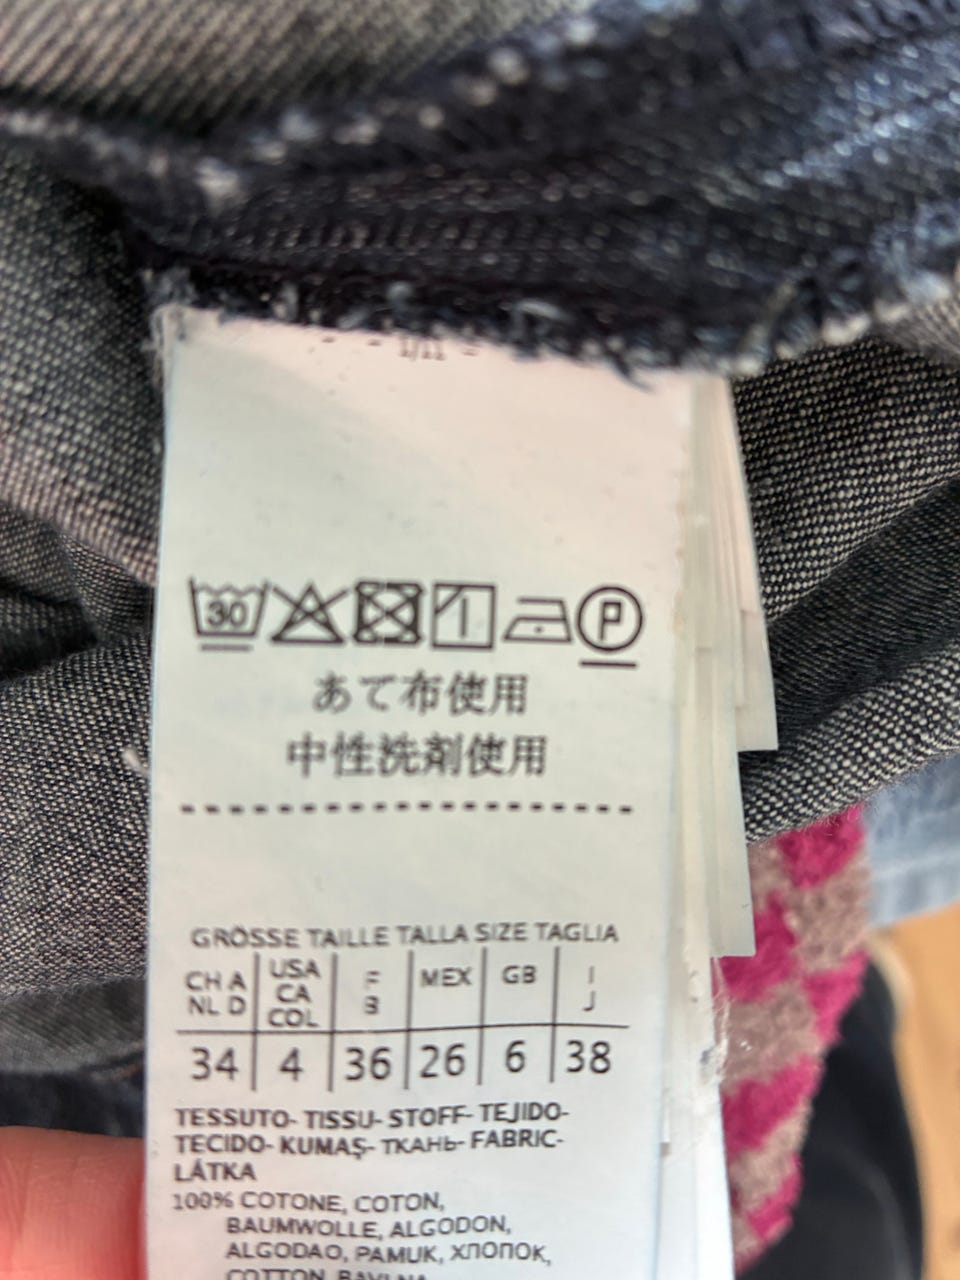 30 P
あて布使用
中性洗剤使用
GRÖSSE TAILLE TALLA SIZE TAGLIA
CH A NL D USA CA COL F B MEX GB I J
34 4 36 26 6 38
TESSUTO- TISSU- STOFF- TEJIDO-
TECIDO- KUMAŞ- ТКАНЬ- FABRIC-
LÁTKA
100% COTONE, COTON,
BAUMWOLLE, ALGODON,
ALGODAO, PAMUK, ХЛОПОК,
COTTON, BAVLNA